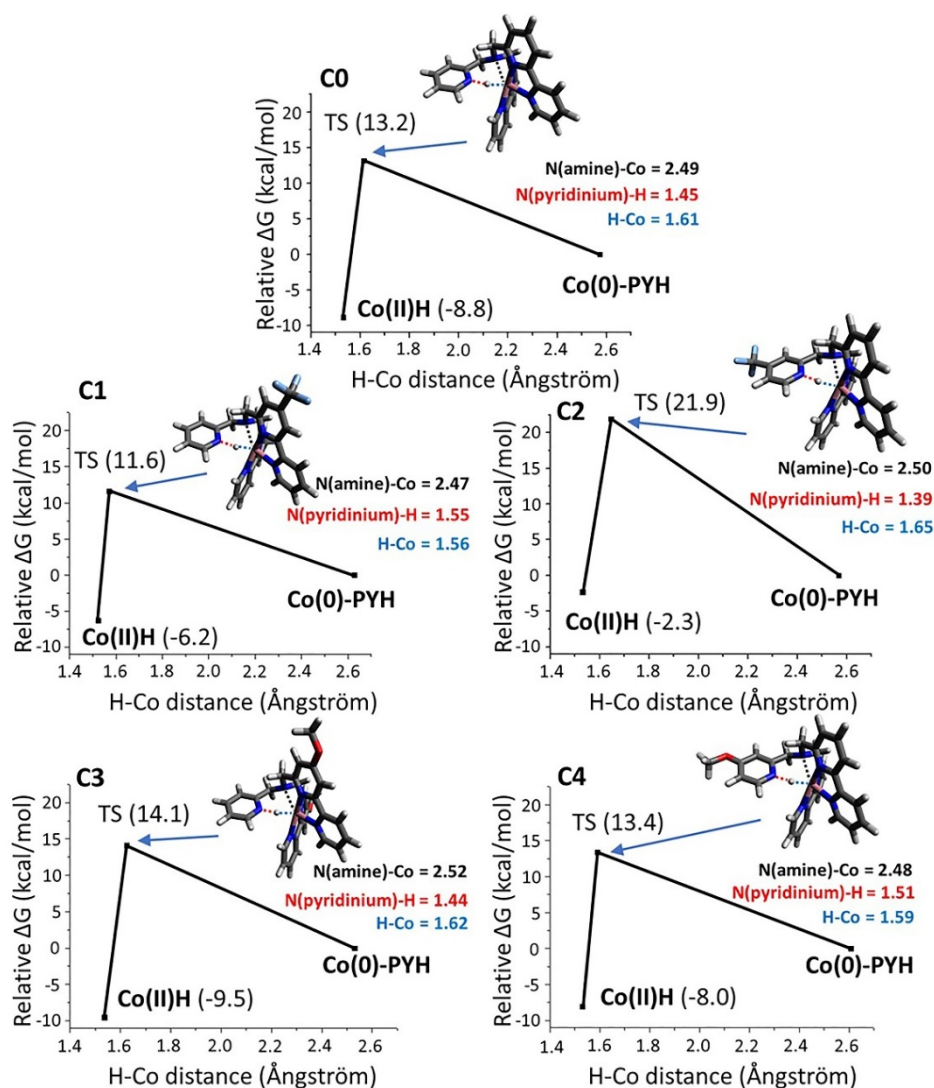 C0
Relative ΔG (kcal/mol)
20
15
10
5
0
-5
-10
TS (13.2)
N(amine)-Co = 2.49
N(pyridinium)-H = 1.45
H-Co = 1.61
Co(0)-PYH
Co(II)H (-8.8)
1.4 1.6 1.8 2.0 2.2 2.4 2.6
H-Co distance (Ångström)
C1
Relative ΔG (kcal/mol)
20
15
10
5
0
-5
-10
TS (11.6)
N(amine)-Co = 2.47
N(pyridinium)-H = 1.55
H-Co = 1.56
Co(0)-PYH
Co(II)H (-6.2)
1.4 1.6 1.8 2.0 2.2 2.4 2.6
H-Co distance (Ångström)
C2
Relative ΔG (kcal/mol)
20
15
10
5
0
-5
-10
TS (21.9)
N(amine)-Co = 2.50
N(pyridinium)-H = 1.39
H-Co = 1.65
Co(0)-PYH
Co(II)H (-2.3)
1.4 1.6 1.8 2.0 2.2 2.4 2.6
H-Co distance (Ångström)
C3
Relative ΔG (kcal/mol)
20
15
10
5
0
-5
-10
TS (14.1)
N(amine)-Co = 2.52
N(pyridinium)-H = 1.44
H-Co = 1.62
Co(0)-PYH
Co(II)H (-9.5)
1.4 1.6 1.8 2.0 2.2 2.4 2.6
H-Co distance (Ångström)
C4
Relative ΔG (kcal/mol)
20
15
10
5
0
-5
-10
TS (13.4)
N(amine)-Co = 2.48
N(pyridinium)-H = 1.51
H-Co = 1.59
Co(0)-PYH
Co(II)H (-8.0)
1.4 1.6 1.8 2.0 2.2 2.4 2.6
H-Co distance (Ångström)